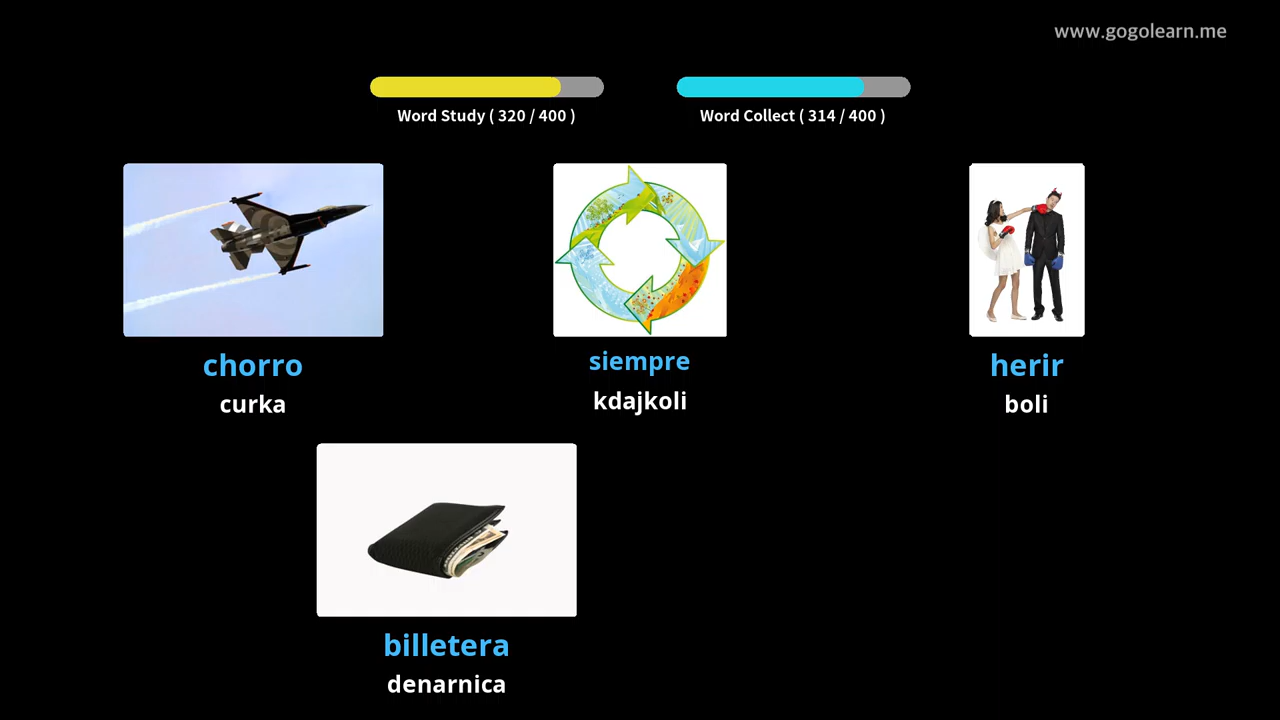 www.gogolearn.me
Word Study ( 320 / 400 )
Word Collect ( 314 / 400 )
chorro
curka
siempre
kdajkoli
herir
boli
billetera
denarnica